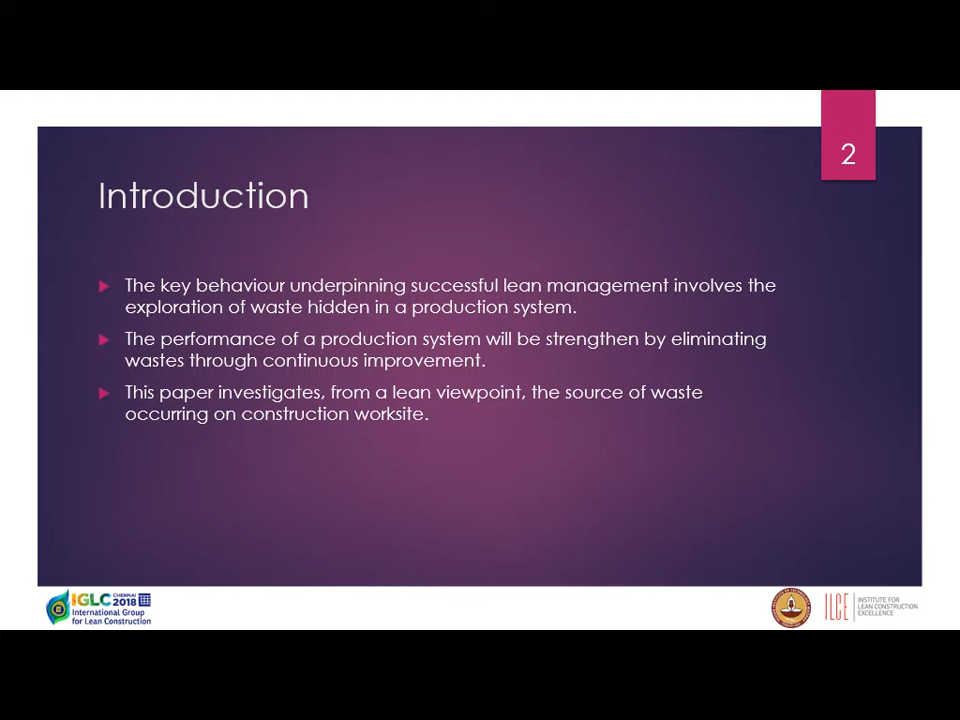 2
Introduction
The key behaviour underpinning successful lean management involves the
exploration of waste hidden in a production system.
The performance of a production system will be strengthen by eliminating
wastes through continuous improvement.
This paper investigates, from a lean viewpoint, the source of waste
occurring on construction worksite.
IGLC CHENNAI 2018
International Group
for Lean Construction
ILCE
INSTITUTE FOR
LEAN CONSTRUCTION
EXCELLENCE